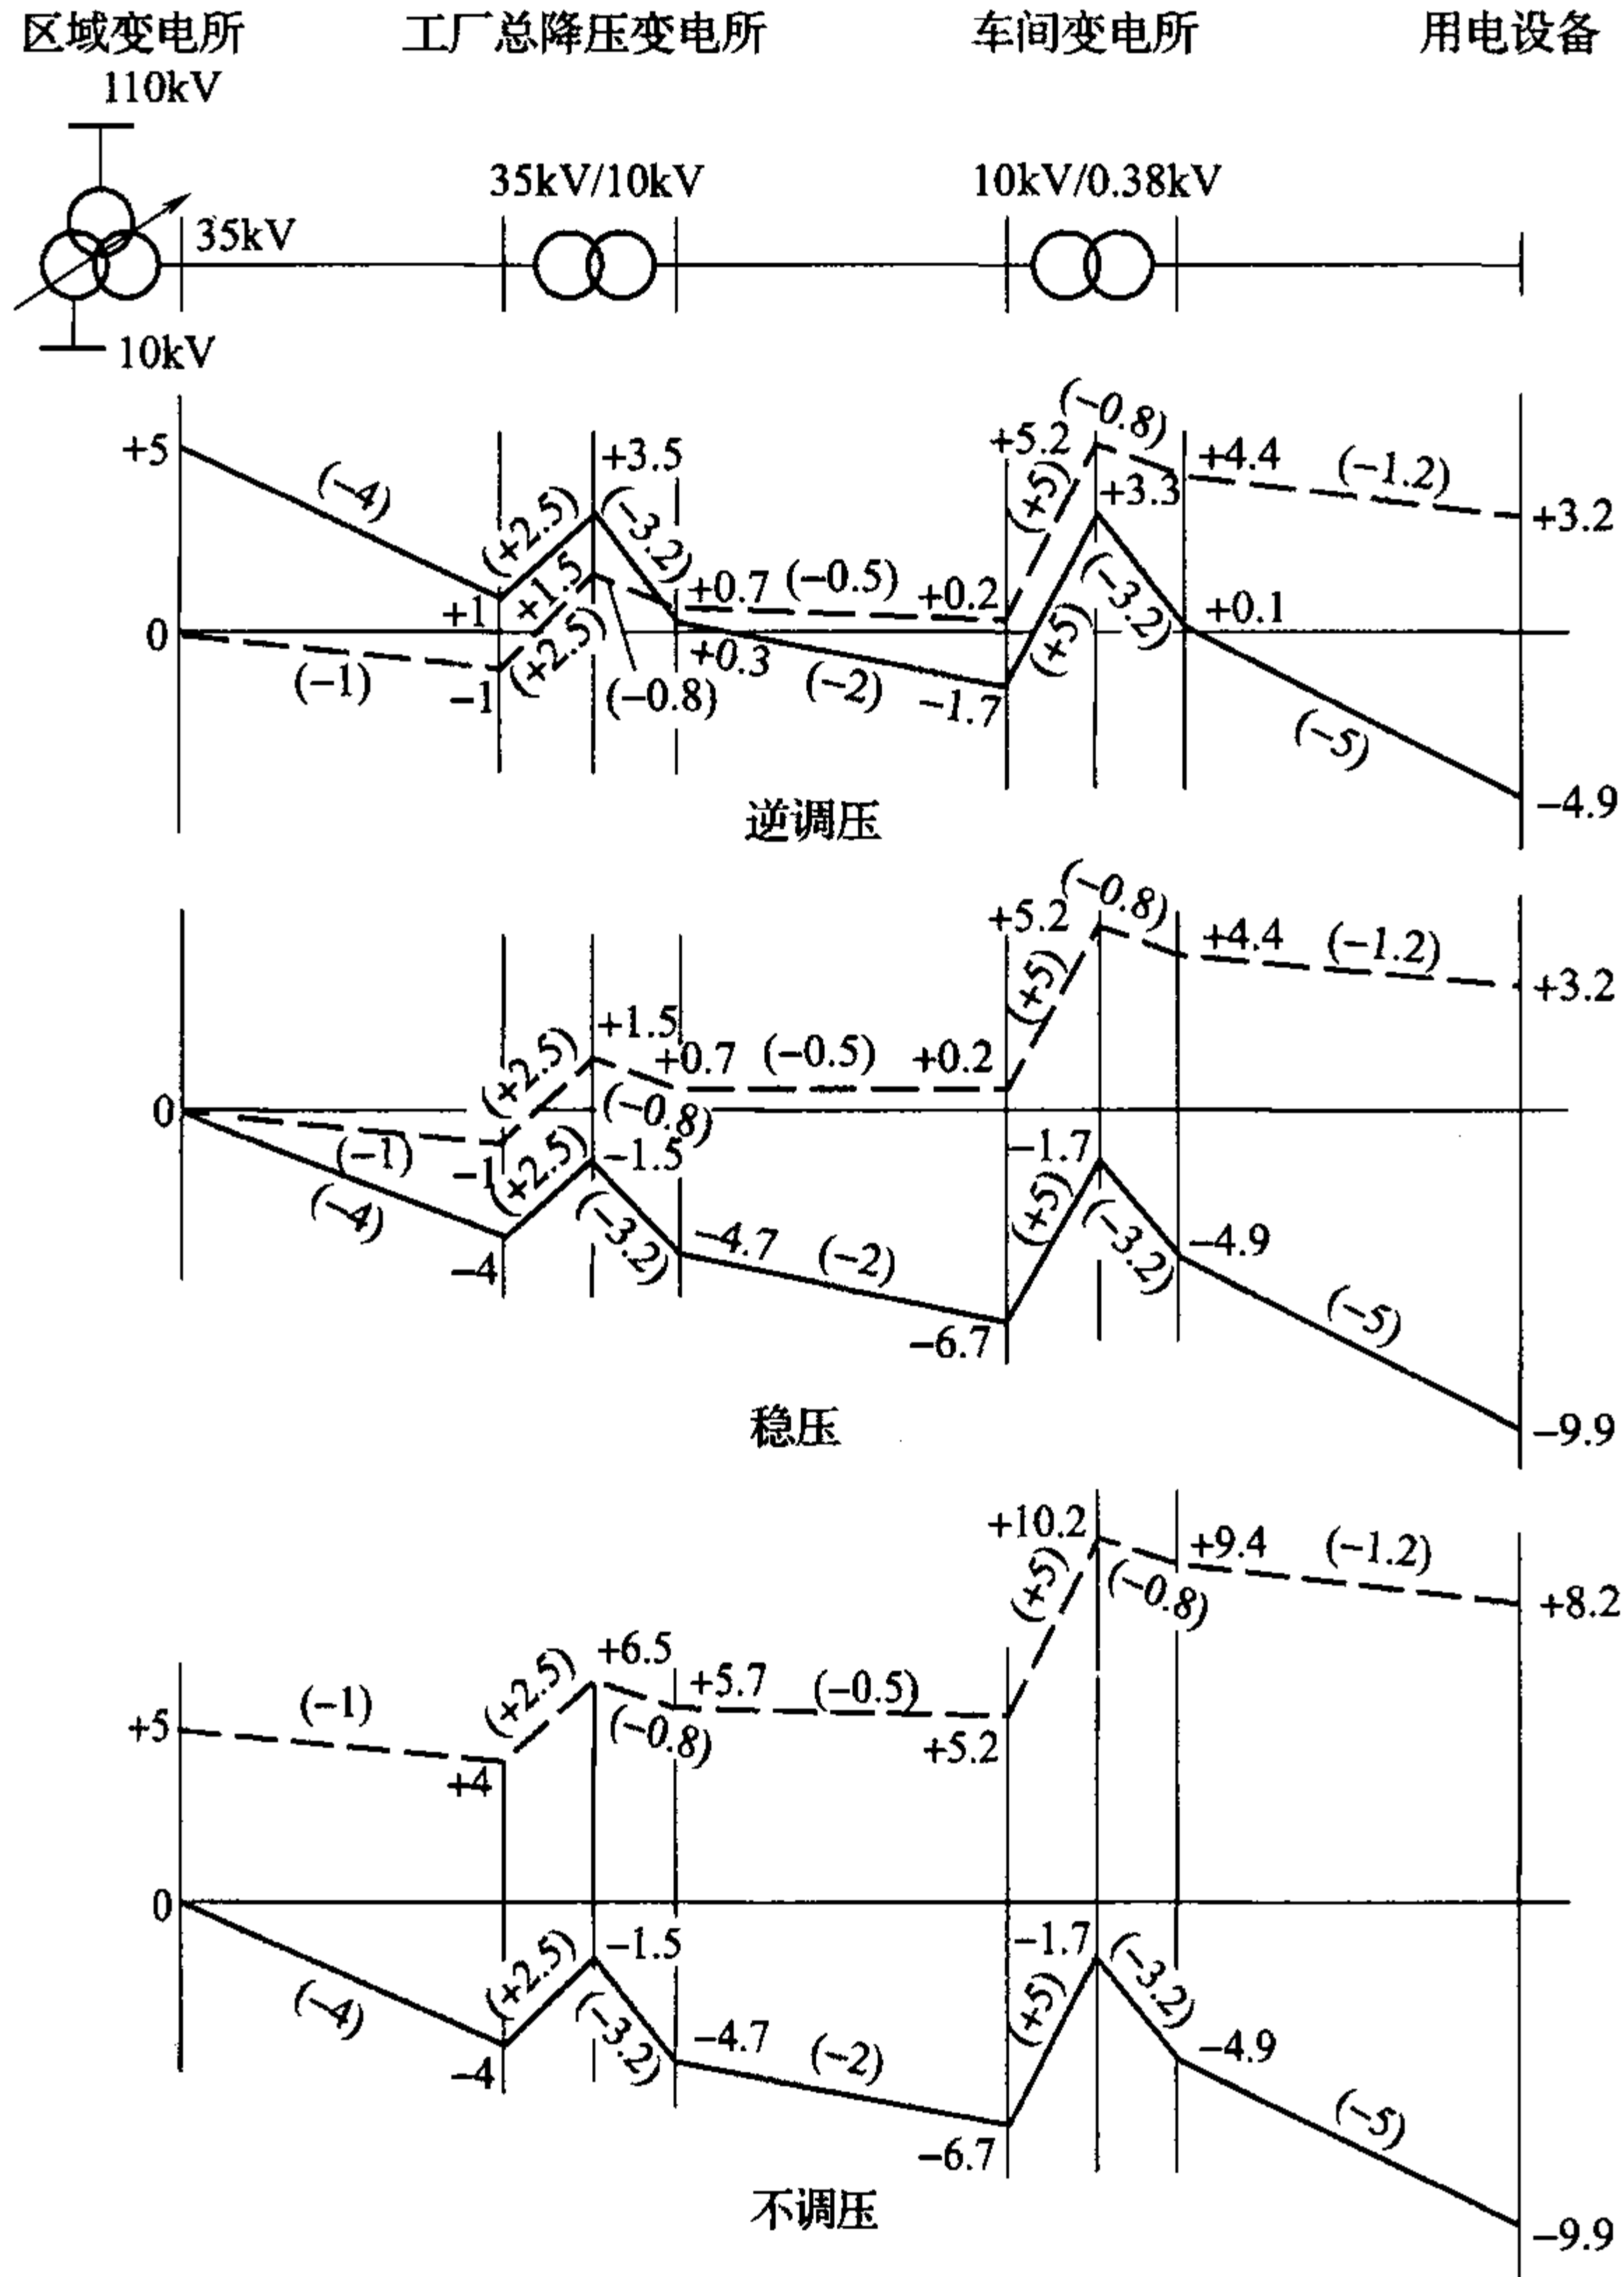 区域变电所 工厂总降压变电所 车间变电所 用电设备
110kV
35kV/10kV 10kV/0.38kV
35kV
10kV
(−0.8)
+5 +3.5 +5.2 +4.4 (−1.2)
(−4) (+2.5) (−3.2) (+5) +3.3 +3.2
+1 +1.5 +0.7 (−0.5) +0.2 (−3.2) +0.1
0 (+2.5) +0.3 (+5)
(−1) −1 (−0.8) (−2) −1.7 (−5)
−4.9
逆调压
(−0.8)
+5.2 +4.4 (−1.2)
(+5) +3.2
+1.5
(+2.5) +0.7 (−0.5) +0.2
0 (−0.8)
(−1) −1 (+2.5) −1.5 −1.7
(−4) (−3.2) (+5) (−3.2)
−4 −4.7 (−2) −4.9
−6.7 (−5)
−9.9
稳压
+10.2 +9.4 (−1.2)
(+5) (−0.8) +8.2
(+2.5) +6.5
+5 (−1) +5.7 (−0.5)
+4 (−0.8) +5.2
0
(+2.5) −1.5 −1.7 (−3.2)
(−4) (−3.2) (+5)
−4 −4.7 (−2) −4.9
−6.7 (−5)
不调压
−9.9